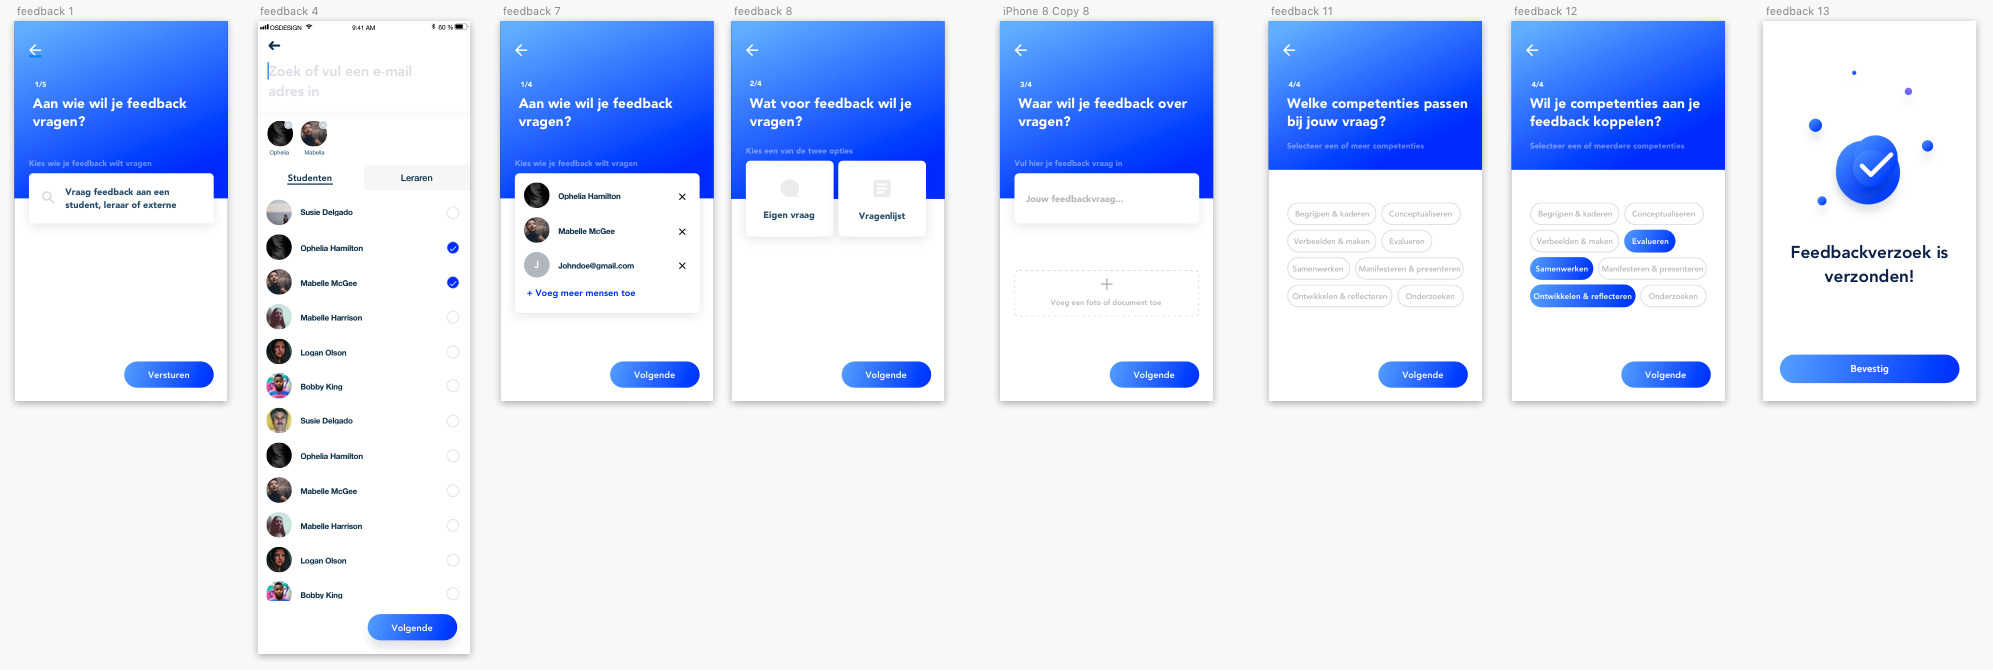 feedback 1
1/5
Aan wie wil je feedback
vragen?
Kies wie je feedback wilt vragen
Vraag feedback aan een
student, leraar of externe
Versturen
feedback 4
OSDESIGN
9:41 AM
60 %
Zoek of vul een e-mail
adres in
Ophelia
Mabella
Studenten
Leraren
Susie Delgado
Ophelia Hamilton
Mabelle McGee
Mabelle Harrison
Logan Olson
Bobby King
Susie Delgado
Ophelia Hamilton
Mabelle McGee
Mabelle Harrison
Logan Olson
Bobby King
Volgende
feedback 7
1/4
Aan wie wil je feedback
vragen?
Kies wie je feedback wilt vragen
Ophelia Hamilton
Mabelle McGee
J
Johndoe@gmail.com
+ Voeg meer mensen toe
Volgende
feedback 8
2/4
Wat voor feedback wil je
vragen?
Kies een van de twee opties
Eigen vraag
Vragenlijst
Volgende
iPhone 8 Copy 8
3/4
Waar wil je feedback over
vragen?
Vul hier je feedback vraag in
Jouw feedbackvraag...
Voeg een foto of document toe
Volgende
feedback 11
4/4
Welke competenties passen
bij jouw vraag?
Selecteer een of meer competenties
Begrijpen & kaderen
Conceptualiseren
Verbeelden & maken
Evalueren
Samenwerken
Manifesteren & presenteren
Ontwikkelen & reflecteren
Onderzoeken
Volgende
feedback 12
4/4
Wil je competenties aan je
feedback koppelen?
Selecteer een of meerdere competenties
Begrijpen & kaderen
Conceptualiseren
Verbeelden & maken
Evalueren
Samenwerken
Manifesteren & presenteren
Ontwikkelen & reflecteren
Onderzoeken
Volgende
feedback 13
Feedbackverzoek is
verzonden!
Bevestig